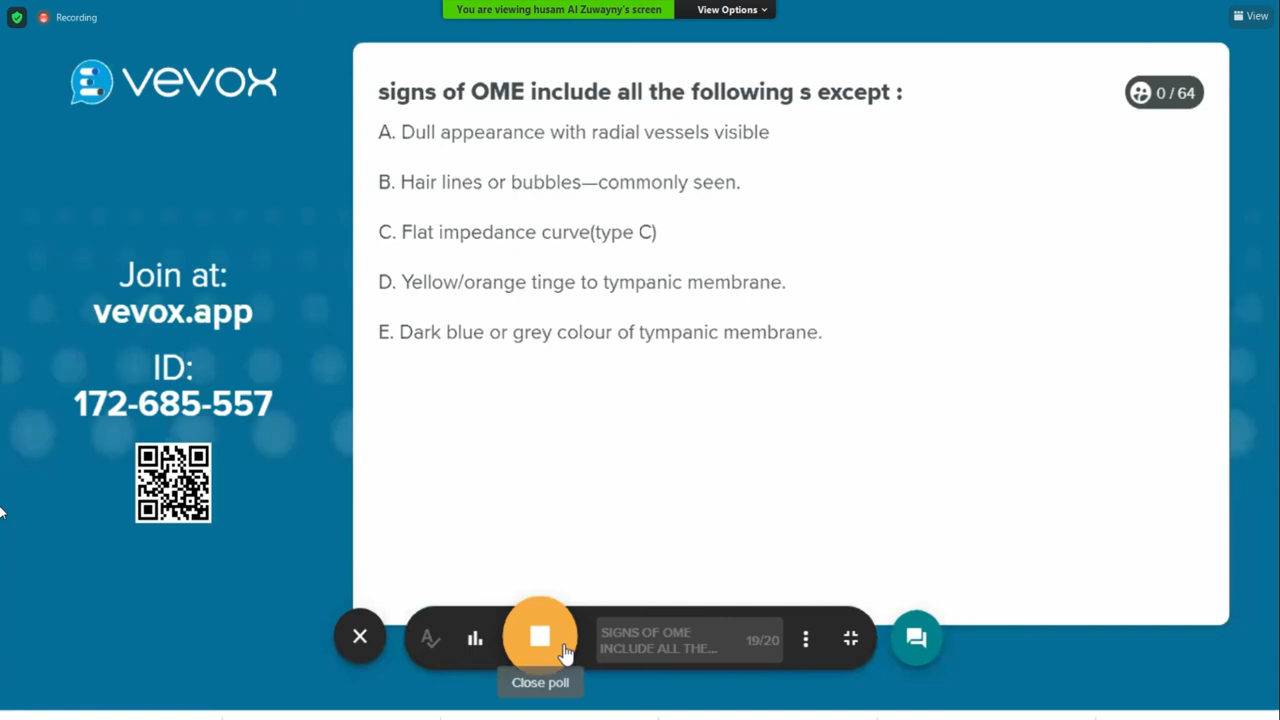 Recording
You are viewing husam Al Zuwayny's screen
View Options
View
vevox
signs of OME include all the following s except :
0 / 64
A. Dull appearance with radial vessels visible
B. Hair lines or bubbles—commonly seen.
C. Flat impedance curve(type C)
D. Yellow/orange tinge to tympanic membrane.
E. Dark blue or grey colour of tympanic membrane.
Join at:
vevox.app
ID:
172-685-557
SIGNS OF OME
INCLUDE ALL THE...
19/20
Close poll